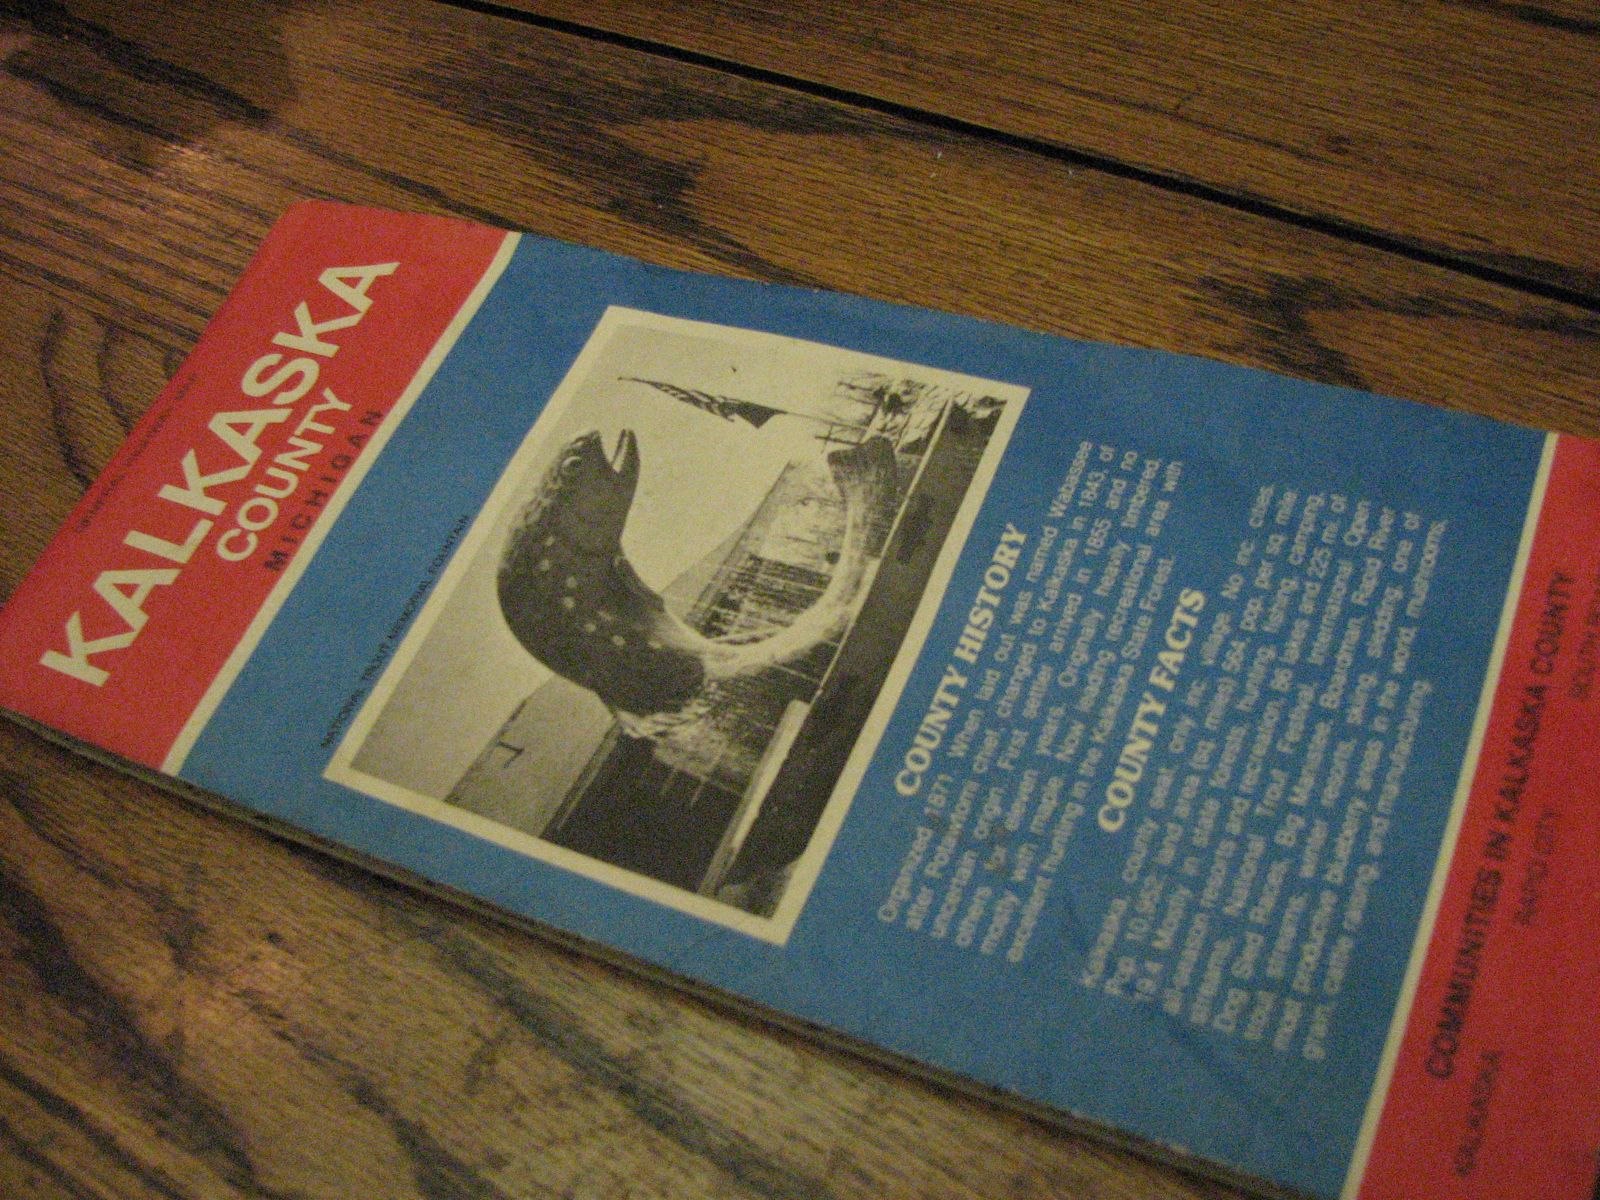 KALKASKA
COUNTY
MICHIGAN
NATIONAL TROUT MEMORIAL FOUNTAIN
COUNTY HISTORY
Organized 1871. When laid out was named Wabassee
after Potawatomi chief, changed to Kalkaska in 1843, of
uncertain origin. First settler arrived in 1855 and no
others for eleven years. Originally heavily timbered,
mostly with maple. Now leading recreational area with
excellent hunting in the Kalkaska State Forest.
COUNTY FACTS
Kalkaska, county seat, only inc. village. No inc. cities.
Pop. 10,952; land area (sq. miles) 564; pop. per sq. mile
19.4. Mostly in state forests; hunting, fishing, camping,
all-season resorts and recreation, 86 lakes and 225 mi. of
streams, National Trout Festival, International Open
Dog Sled Races, Big Manistee, Boardman, Rapid River
trout streams, winter resorts, skiing, sledding, one of
most productive blueberry areas in the world, mushrooms,
grain, cattle raising, and manufacturing
COMMUNITIES IN KALKASKA COUNTY
KALKASKA RAPID CITY SOUTH